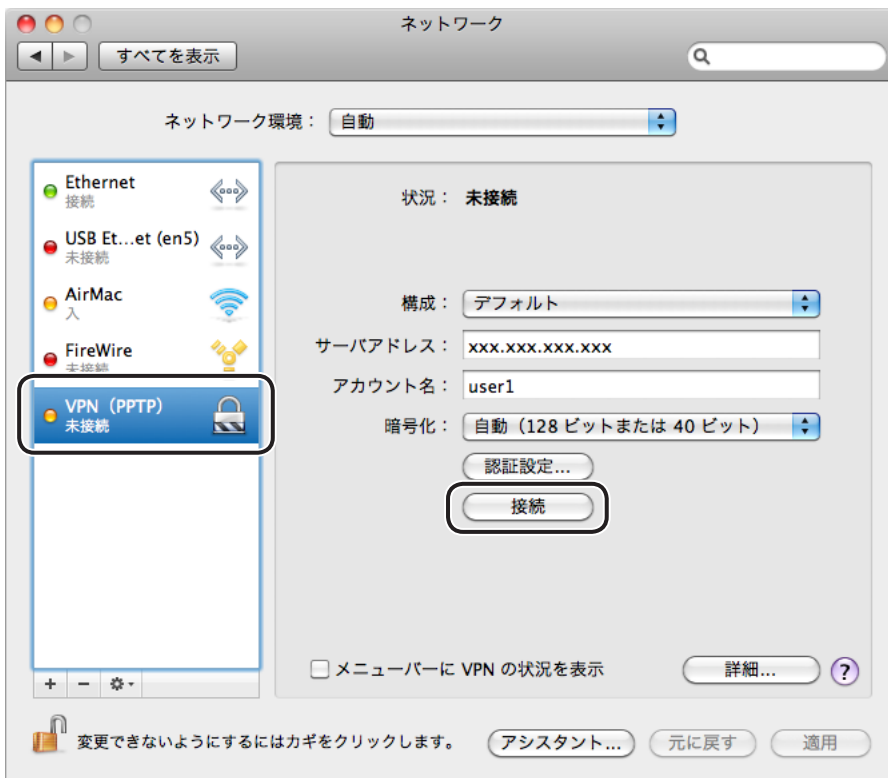 ネットワーク
すべてを表示
ネットワーク環境： 自動
Ethernet
接続
USB Et...et (en5)
未接続
AirMac
入
FireWire
未接続
VPN（PPTP）
未接続
状況： 未接続
構成： デフォルト
サーバアドレス： xxx.xxx.xxx.xxx
アカウント名： user1
暗号化： 自動（128 ビットまたは 40 ビット）
認証設定...
接続
メニューバーに VPN の状況を表示
詳細... ?
変更できないようにするにはカギをクリックします。 アシスタント... 元に戻す 適用